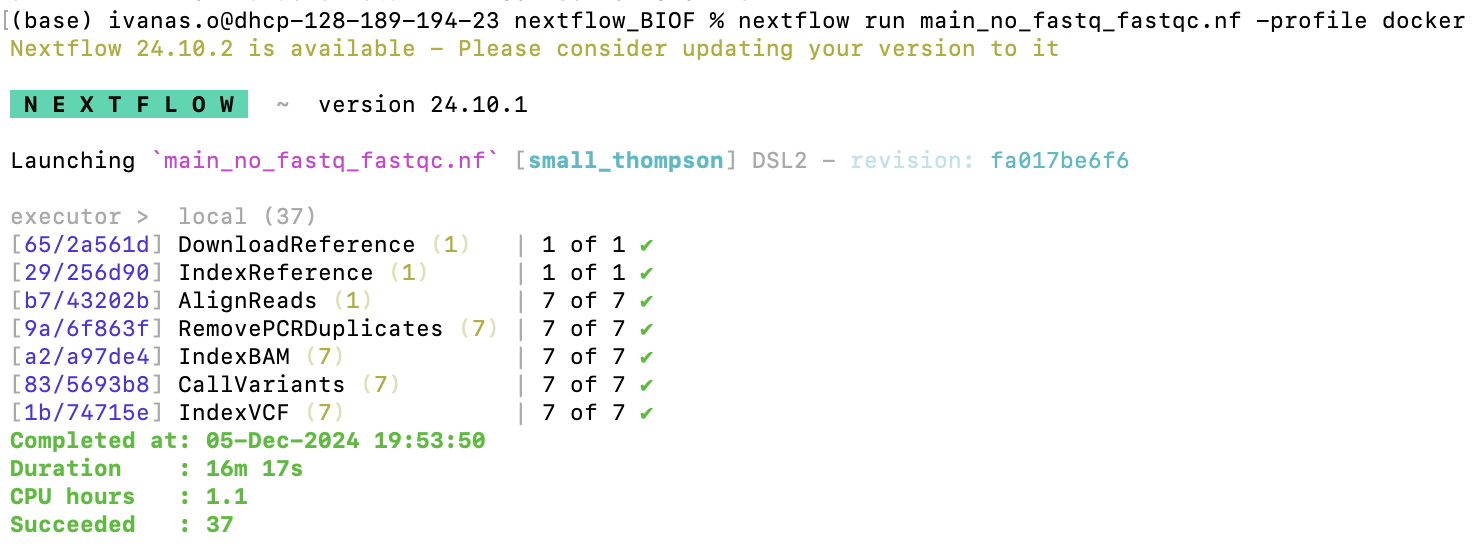 [(base) ivanas.o@dhcp-128-189-194-23 nextflow_BIOF % nextflow run main_no_fastq_fastqc.nf -profile docker
Nextflow 24.10.2 is available - Please consider updating your version to it
N E X T F L O W ~ version 24.10.1
Launching `main_no_fastq_fastqc.nf` [small_thompson] DSL2 - revision: fa017be6f6
executor > local (37)
[65/2a561d] DownloadReference (1) | 1 of 1 ✔
[29/256d90] IndexReference (1) | 1 of 1 ✔
[b7/43202b] AlignReads (1) | 7 of 7 ✔
[9a/6f863f] RemovePCRDuplicates (7) | 7 of 7 ✔
[a2/a97de4] IndexBAM (7) | 7 of 7 ✔
[83/5693b8] CallVariants (7) | 7 of 7 ✔
[1b/74715e] IndexVCF (7) | 7 of 7 ✔
Completed at: 05-Dec-2024 19:53:50
Duration : 16m 17s
CPU hours : 1.1
Succeeded : 37